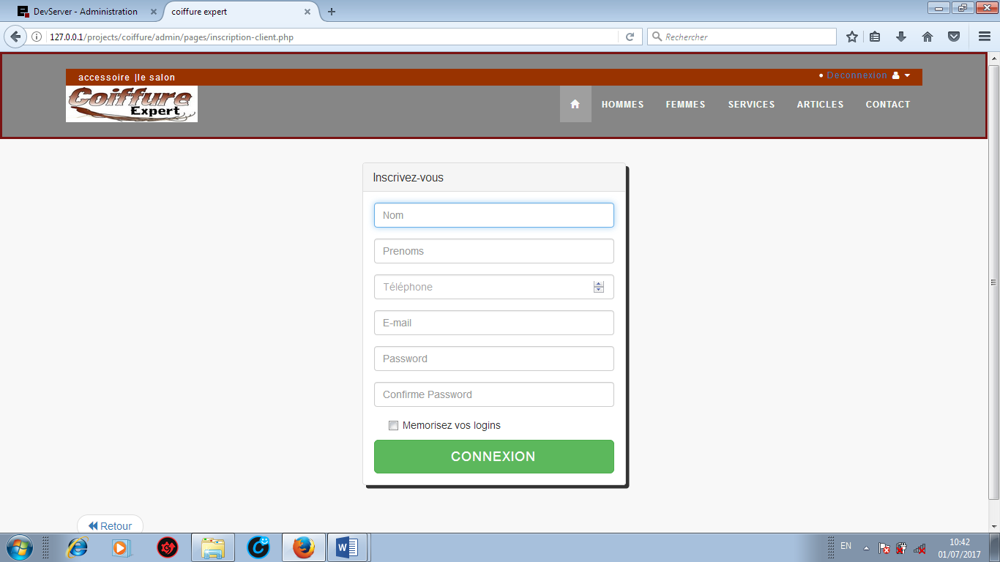 DevServer - Administration
coiffure expert
127.0.0.1/projects/coiffure/admin/pages/inscription-client.php
Rechercher
accessoire |le salon
• Deconnexion
Coiffure
Expert
HOMMES FEMMES SERVICES ARTICLES CONTACT
Inscrivez-vous
Nom
Prenoms
Téléphone
E-mail
Password
Confirme Password
Memorisez vos logins
CONNEXION
Retour
EN
10:42
01/07/2017